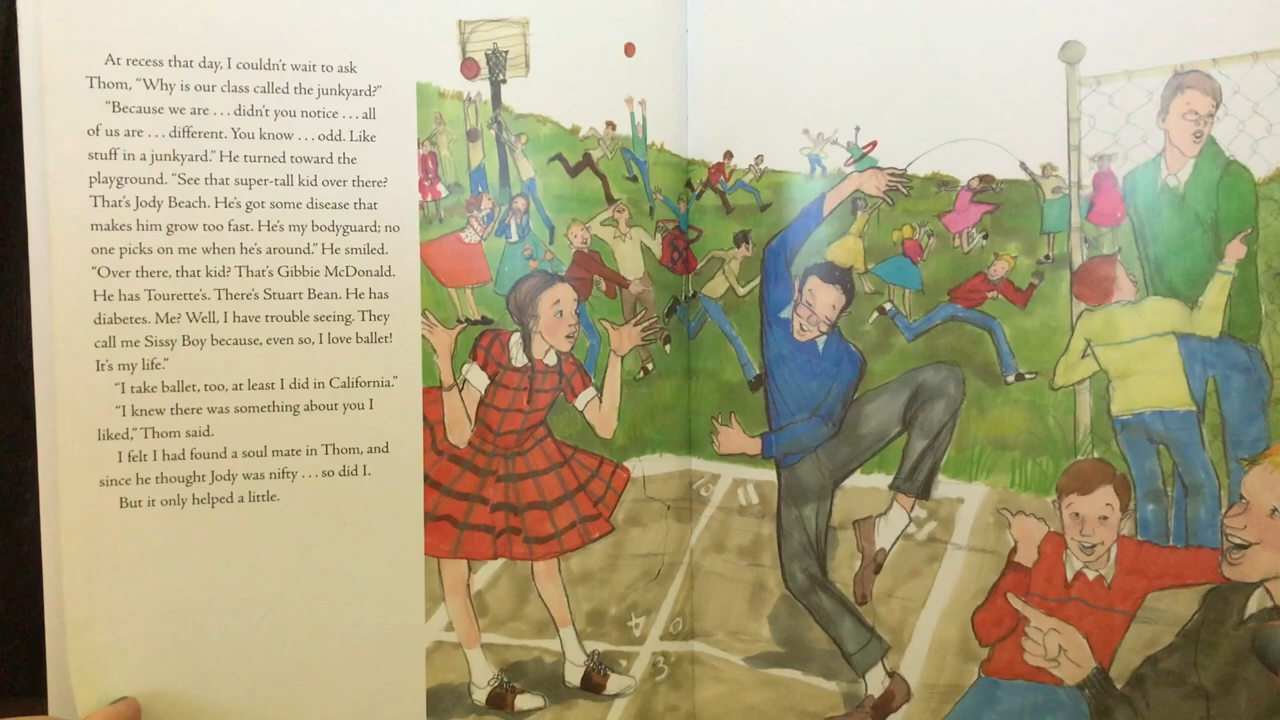 At recess that day, I couldn't wait to ask
Thom, "Why is our class called the junkyard?"
"Because we are . . . didn't you notice . . . all
of us are . . . different. You know . . . odd. Like
stuff in a junkyard." He turned toward the
playground. "See that super-tall kid over there?
That's Jody Beach. He's got some disease that
makes him grow too fast. He's my bodyguard; no
one picks on me when he's around." He smiled.
"Over there, that kid? That's Gibbie McDonald.
He has Tourette's. There's Stuart Bean. He has
diabetes. Me? Well, I have trouble seeing. They
call me Sissy Boy because, even so, I love ballet!
It's my life."
"I take ballet, too, at least I did in California."
"I knew there was something about you I
liked," Thom said.
I felt I had found a soul mate in Thom, and
since he thought Jody was nifty . . . so did I.
But it only helped a little.
10 11
3